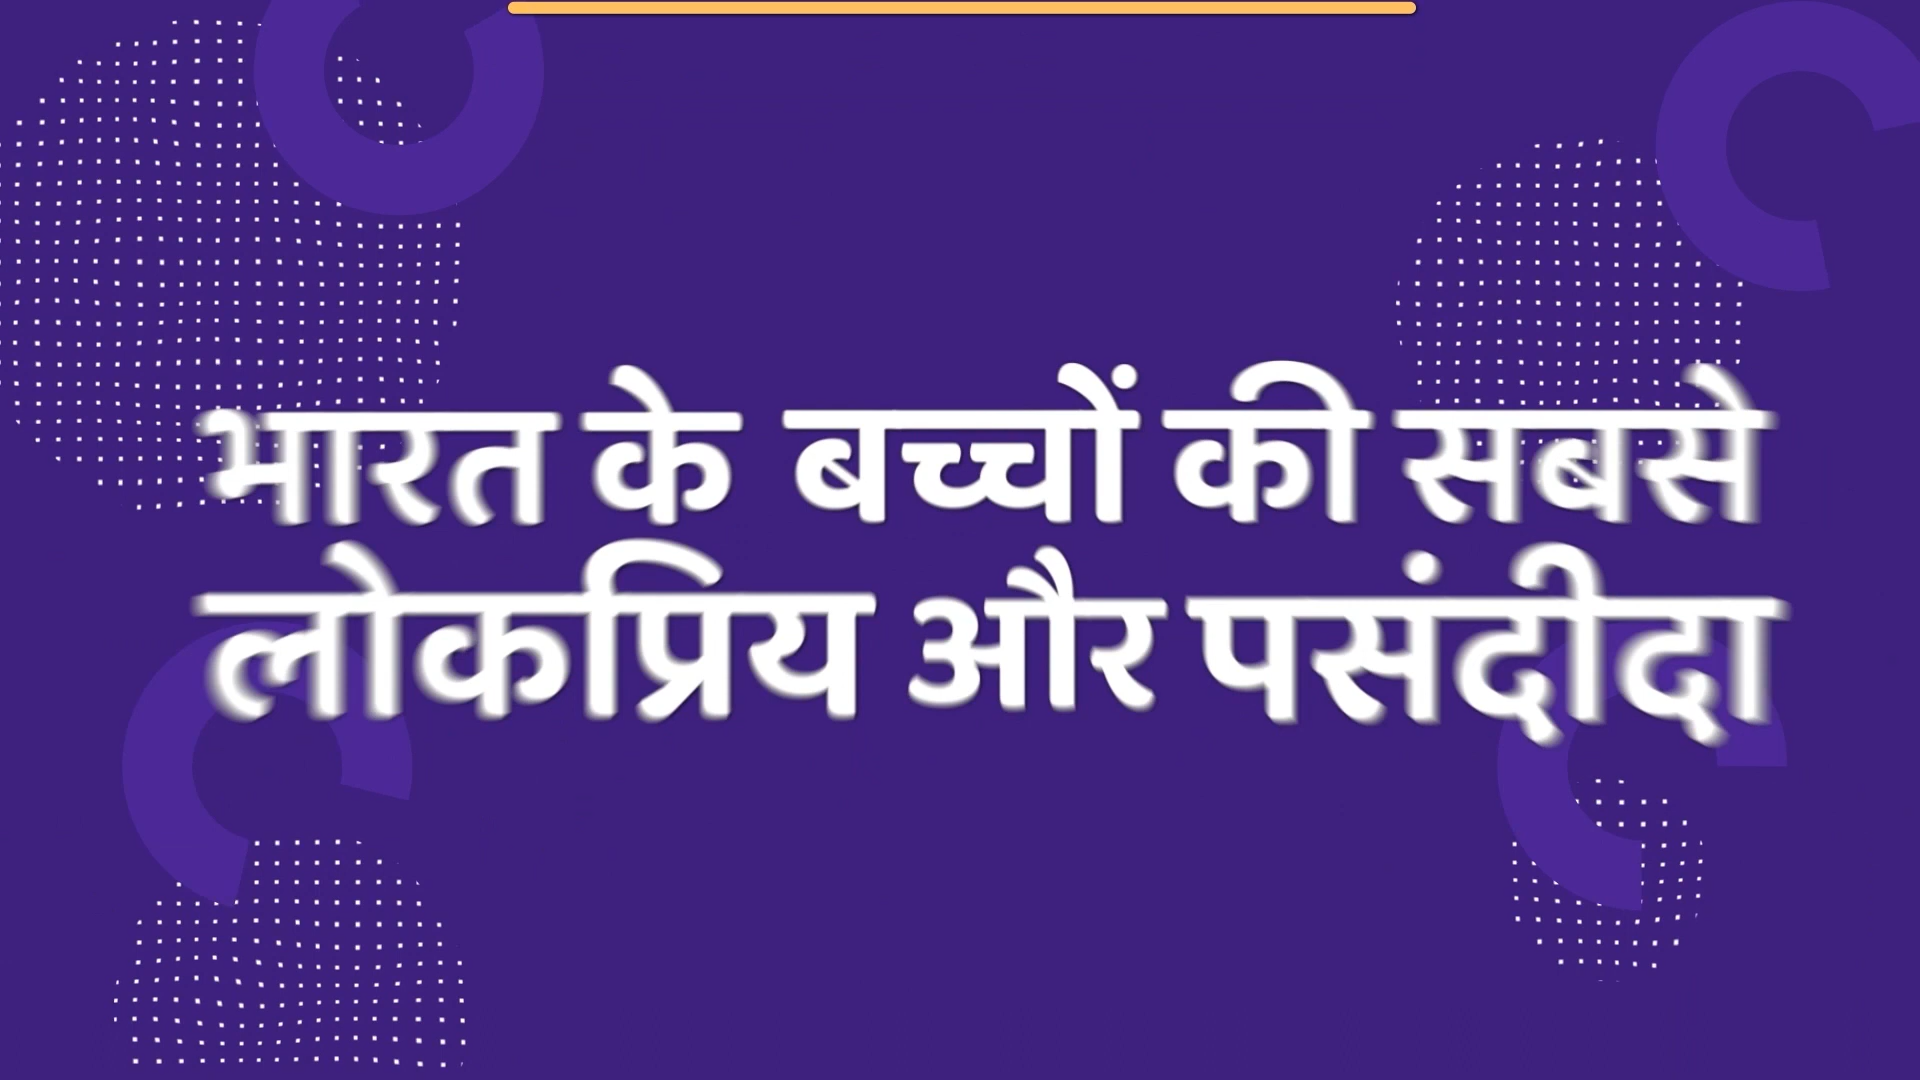 भारत के बच्चों की सबसे
लोकप्रिय और पसंदीदा